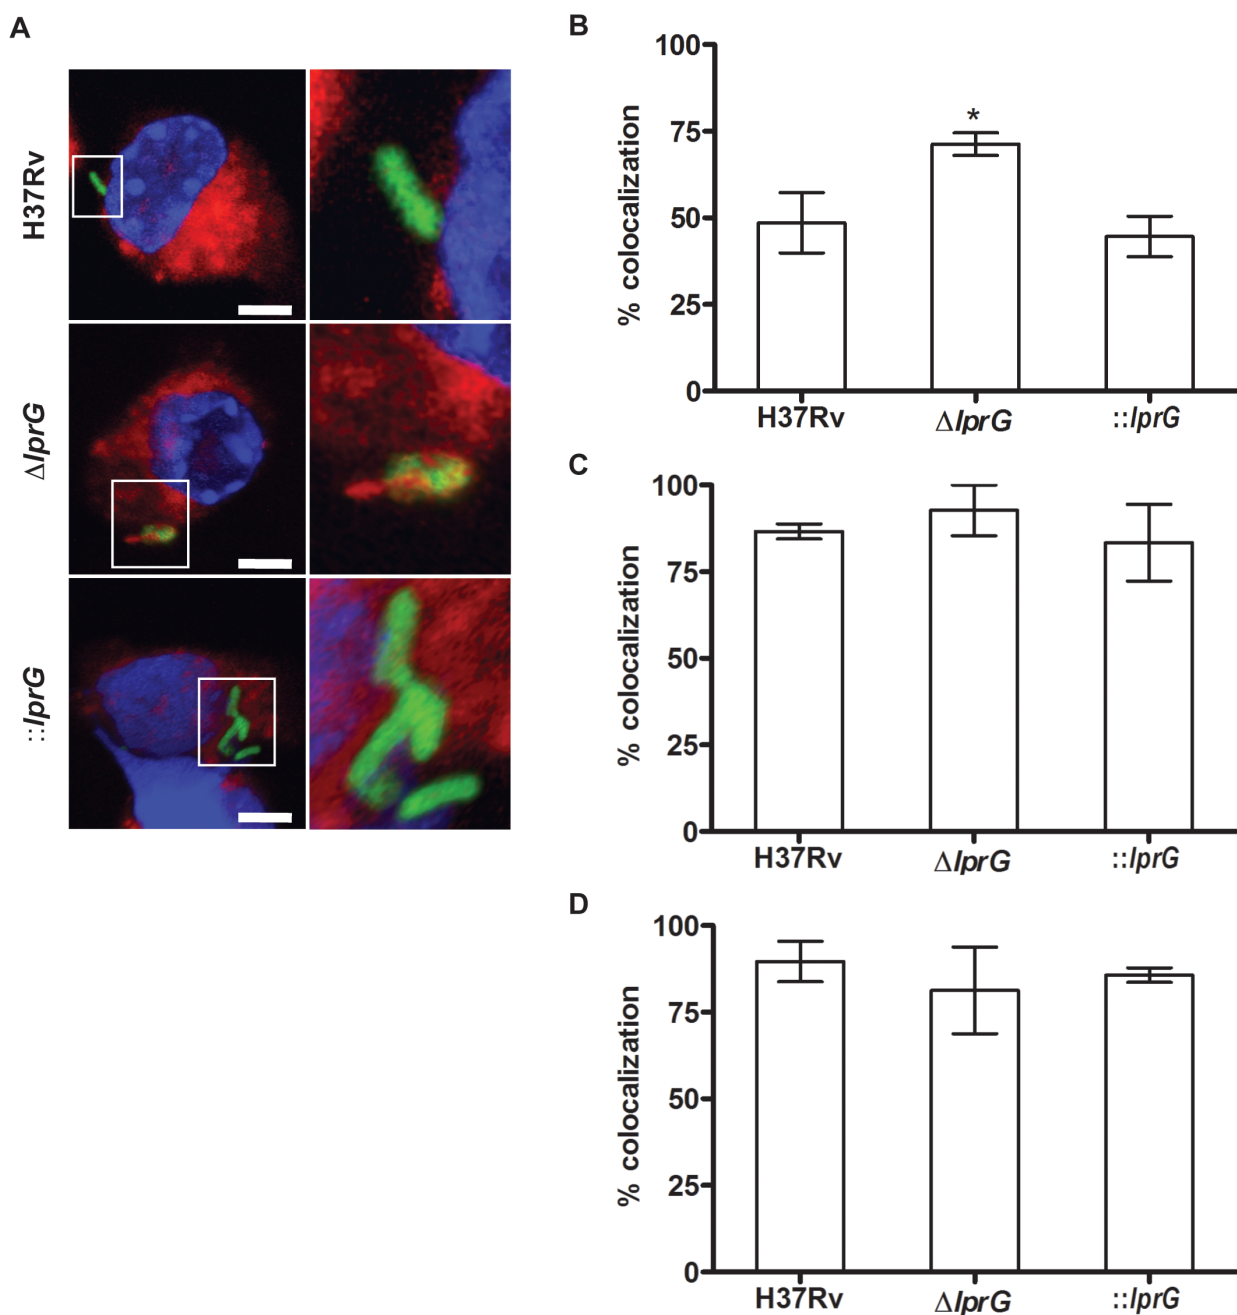 A
H37Rv
ΔlprG
::lprG
B
100
75
50
25
0
% colocalization
*
H37Rv ΔlprG ::lprG
C
100
75
50
25
0
% colocalization
H37Rv ΔlprG ::lprG
D
100
75
50
25
0
% colocalization
H37Rv ΔlprG ::lprG